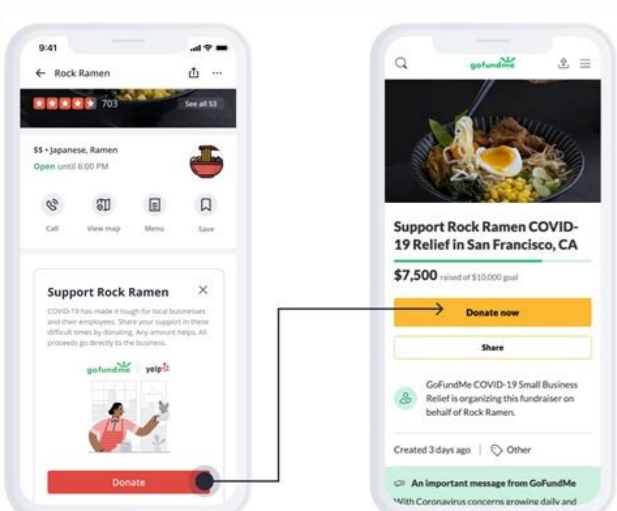 9:41
Rock Ramen
703
See all 53
$$ • Japanese, Ramen
Open until 6:00 PM
Call
View map
Menu
Save
Support Rock Ramen
COVID-19 has made it tough for local businesses
and their employees. Share your support in these
difficult times by donating. Any amount helps. All
proceeds go directly to the business.
gofundme
yelp
Donate
gofundme
Support Rock Ramen COVID-
19 Relief in San Francisco, CA
$7,500 raised of $10,000 goal
Donate now
Share
GoFundMe COVID-19 Small Business
Relief is organizing this fundraiser on
behalf of Rock Ramen.
Created 3 days ago
Other
An important message from GoFundMe
With Coronavirus concerns growing daily and